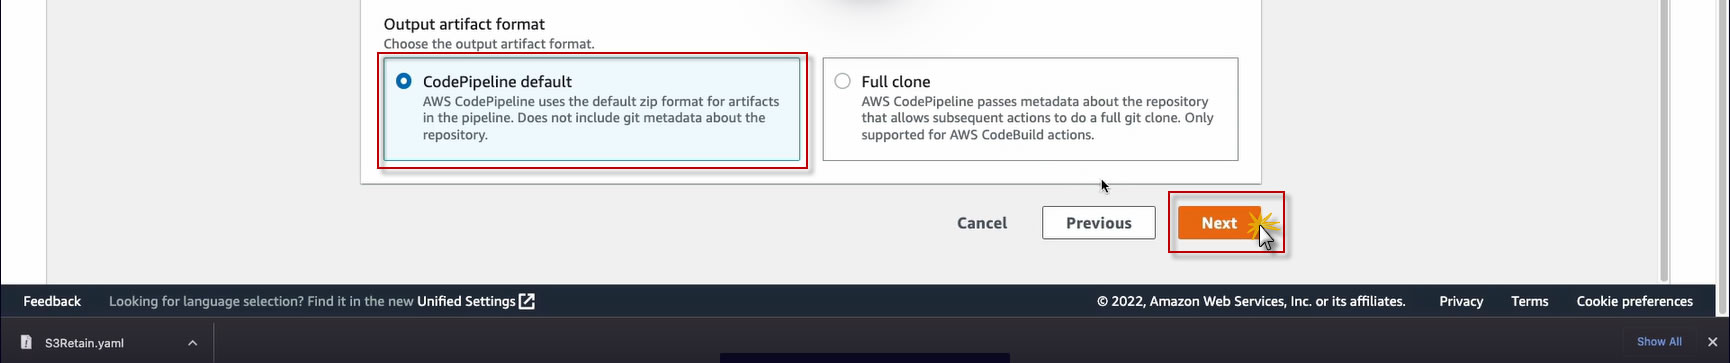 Output artifact format
Choose the output artifact format.
CodePipeline default
AWS CodePipeline uses the default zip format for artifacts
in the pipeline. Does not include git metadata about the
repository.
Full clone
AWS CodePipeline passes metadata about the repository
that allows subsequent actions to do a full git clone. Only
supported for AWS CodeBuild actions.
Cancel
Previous
Next
Feedback
Looking for language selection? Find it in the new Unified Settings
© 2022, Amazon Web Services, Inc. or its affiliates.
Privacy
Terms
Cookie preferences
S3Retain.yaml
Show All